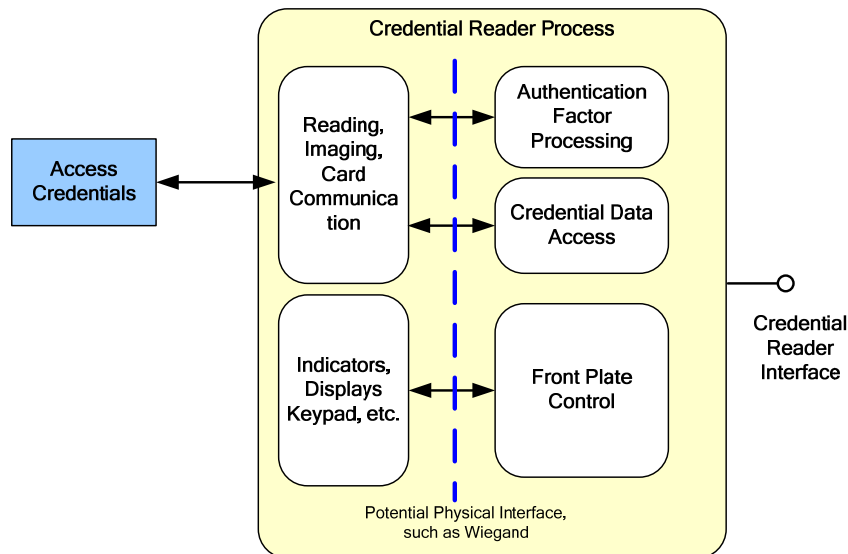 Credential Reader Process
Access
Credentials
Reading,
Imaging,
Card
Communica
tion
Authentication
Factor
Processing
Credential Data
Access
Indicators,
Displays
Keypad, etc.
Front Plate
Control
Credential
Reader
Interface
Potential Physical Interface,
such as Wiegand